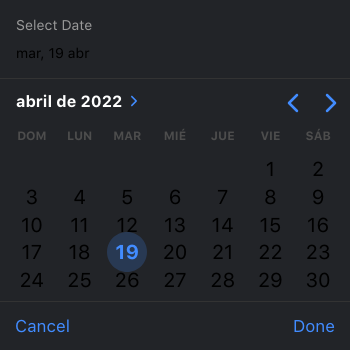 Select Date
mar, 19 abr
abril de 2022
DOM LUN MAR MIÉ JUE VIE SÁB
1 2
3 4 5 6 7 8 9
10 11 12 13 14 15 16
17 18 19 20 21 22 23
24 25 26 27 28 29 30
Cancel Done